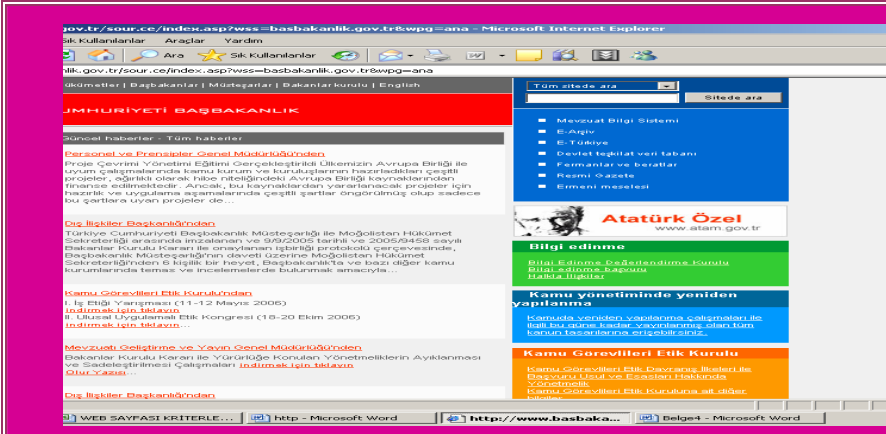 gov.tr/sour.ce/index.asp?wss=basbakanlik.gov.tr&wpg=ana - Microsoft Internet Explorer
Sık Kullanılanlar Araçlar Yardım
Ara Sık Kullanılanlar
nlik.gov.tr/sour.ce/index.asp?wss=basbakanlik.gov.tr&wpg=ana
ükümetler | Başbakanlar | Müsteşarlar | Bakanlar kurulu | English
UMHURİYETİ BAŞBAKANLIK
Güncel haberler - Tüm haberler
Personel ve Prensipler Genel Müdürlüğü'nden
Proje Çevrimi Yönetimi Eğitimi Gerçekleştirildi Ülkemizin Avrupa Birliği ile
uyum çalışmalarında kamu kurum ve kuruluşlarının hazırladıkları çeşitli
projeler, ağırlıklı olarak hibe niteliğindeki Avrupa Birliği kaynaklarından
finanse edilmektedir. Ancak, bu kaynaklardan yararlanacak projeler için
hazırlık ve uygulama aşamalarında çeşitli şartlar öngörülmüş olup sadece
bu şartlara uyan projeler de...
Dış İlişkiler Başkanlığı'ndan
Türkiye Cumhuriyeti Başbakanlık Müsteşarlığı ile Moğolistan Hükümet
Sekreterliği arasında imzalanan ve 9/9/2005 tarihli ve 2005/9458 sayılı
Bakanlar Kurulu Kararı ile onaylanan işbirliği protokolü çerçevesinde,
Başbakanlık Müsteşarlığı'nın daveti üzerine Moğolistan Hükümet
Sekreterliği'nden 6 kişilik bir heyet, Başbakanlık'ta ve bazı diğer kamu
kurumlarında temas ve incelemelerde bulunmak amacıyla...
Kamu Görevlileri Etik Kurulu'ndan
I. İş Etiği Yarışması (11-12 Mayıs 2006)
indirmek için tıklayın
II. Ulusal Uygulamalı Etik Kongresi (18-20 Ekim 2006)
indirmek için tıklayın...
Mevzuatı Geliştirme ve Yayın Genel Müdürlüğü'nden
Bakanlar Kurulu Kararı ile Yürürlüğe Konulan Yönetmeliklerin Ayıklanması
ve Sadeleştirilmesi Çalışmaları indirmek için tıklayın
Olur Yazısı...
Dış İlişkiler Başkanlığı'ndan
Tüm sitede ara
Sitede ara
Mevzuat Bilgi Sistemi
E-Arşiv
E-Türkiye
Devlet teşkilat veri tabanı
Fermanlar ve beratlar
Resmi Gazete
Ermeni meselesi
Atatürk Özel
www.atam.gov.tr
Bilgi edinme
Bilgi Edinme Değerlendirme Kurulu
Bilgi edinme başvuru
Halkla İlişkiler
Kamu yönetiminde yeniden
yapılanma
Kamuda yeniden yapılanma çalışmaları ile
ilgili bu güne kadar yayınlanmış olan tüm
kanun tasarılarına erişebilirsiniz.
Kamu Görevlileri Etik Kurulu
Kamu Görevlileri Etik Davranış İlkeleri ile
Başvuru Usul ve Esasları Hakkında
Yönetmelik
Kamu Görevlileri Etik Kuruluna ait diğer
bilgiler
WEB SAYFASI KRİTERLE... http - Microsoft Word http://www.basbaka... Belge4 - Microsoft Word